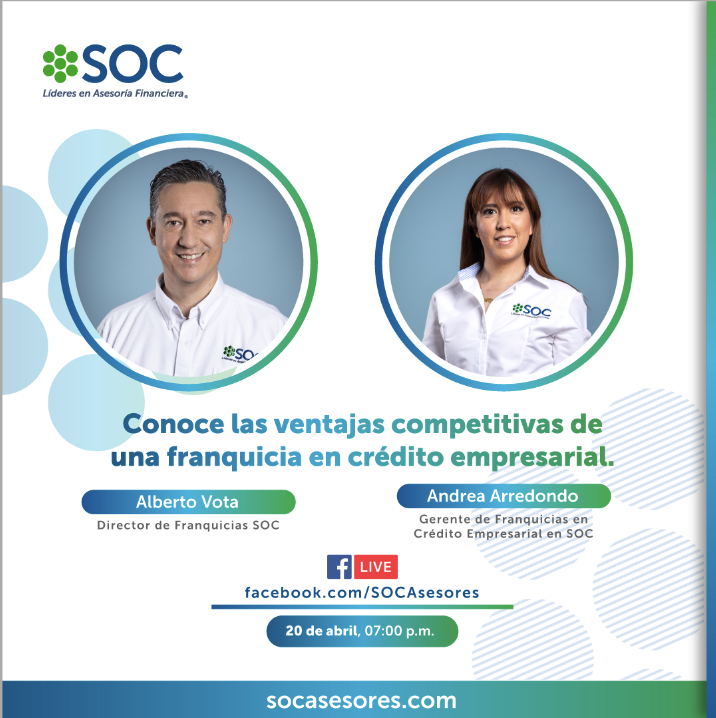 SOC
Líderes en Asesoría Financiera®
SOC
SOC
Conoce las ventajas competitivas de
una franquicia en crédito empresarial.
Alberto Vota
Director de Franquicias SOC
Andrea Arredondo
Gerente de Franquicias en
Crédito Empresarial en SOC
f LIVE
facebook.com/SOCAsesores
20 de abril, 07:00 p.m.
socasesores.com